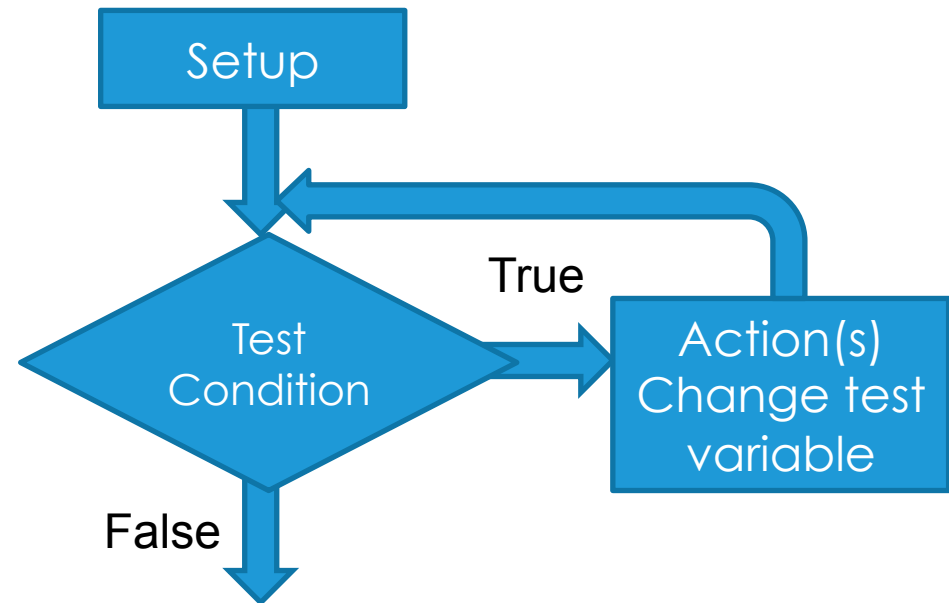 Setup
True
Test
Condition
Action(s)
Change test
variable
False